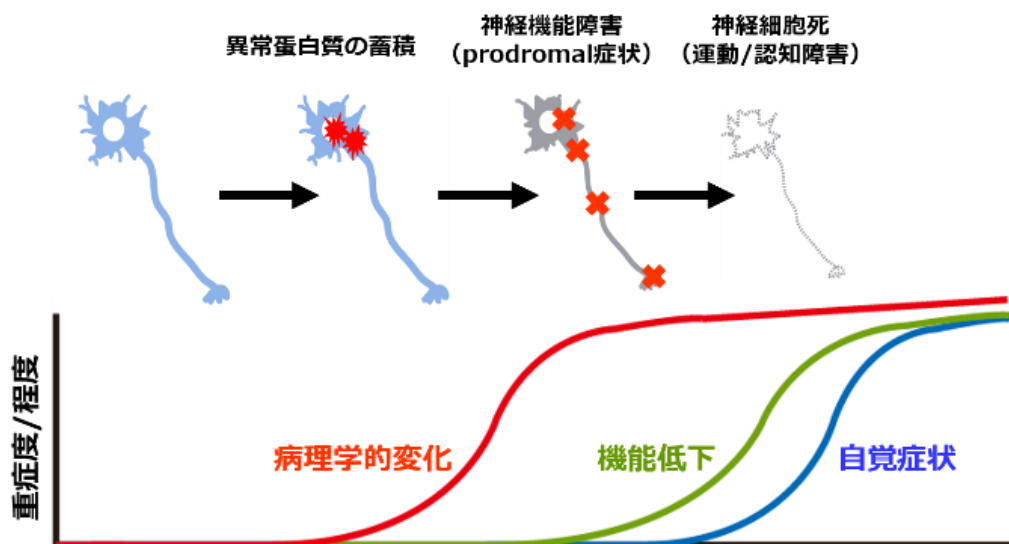 異常蛋白質の蓄積
神経機能障害
（prodromal症状）
神経細胞死
（運動/認知障害）
重症度/程度
病理学的変化
機能低下
自覚症状